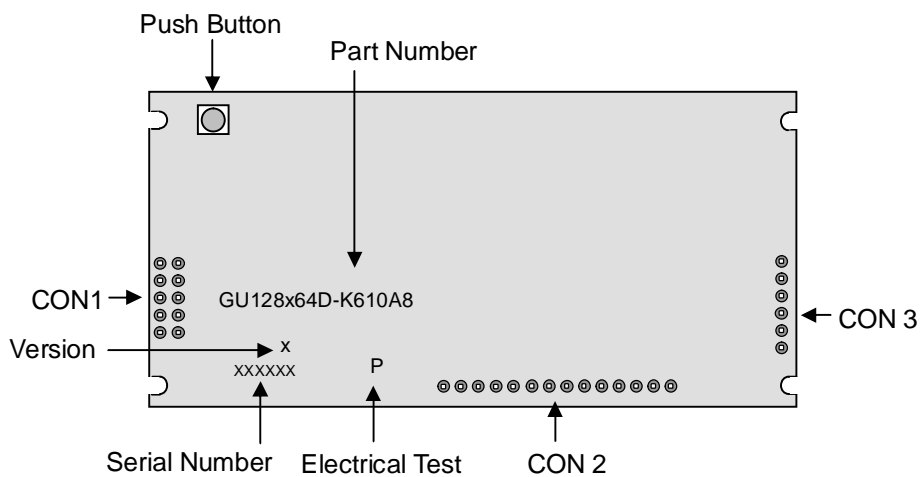 Push Button
Part Number
CON1
GU128x64D-K610A8
CON 3
Version
x
xxxxxx
P
Serial Number
Electrical Test
CON 2